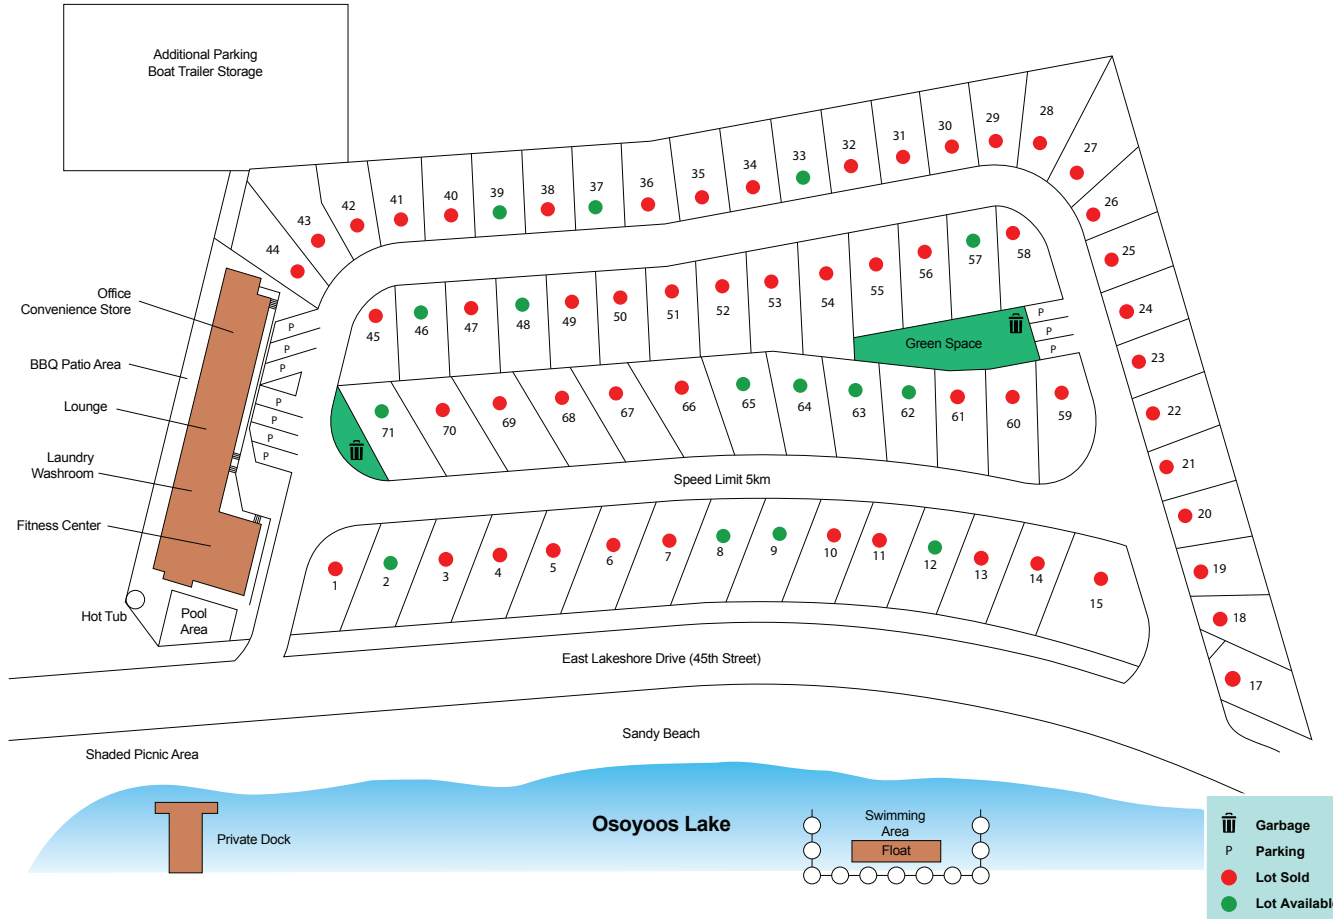 Additional Parking
Boat Trailer Storage
28
29
30
31
32
33
34
35
36
37
38
39
40
41
42
43
44
27
26
25
24
23
22
21
20
19
18
17
Office
Convenience Store
BBQ Patio Area
Lounge
Laundry
Washroom
Fitness Center
Hot Tub
Pool
Area
P
P
P
P
P
P
P
45
46
47
48
49
50
51
52
53
54
55
56
57
58
Green Space
P
P
P
71
70
69
68
67
66
65
64
63
62
61
60
59
Speed Limit 5km
1
2
3
4
5
6
7
8
9
10
11
12
13
14
15
East Lakeshore Drive (45th Street)
Sandy Beach
Shaded Picnic Area
Osoyoos Lake
Private Dock
Swimming
Area
Float
Garbage
P Parking
Lot Sold
Lot Available